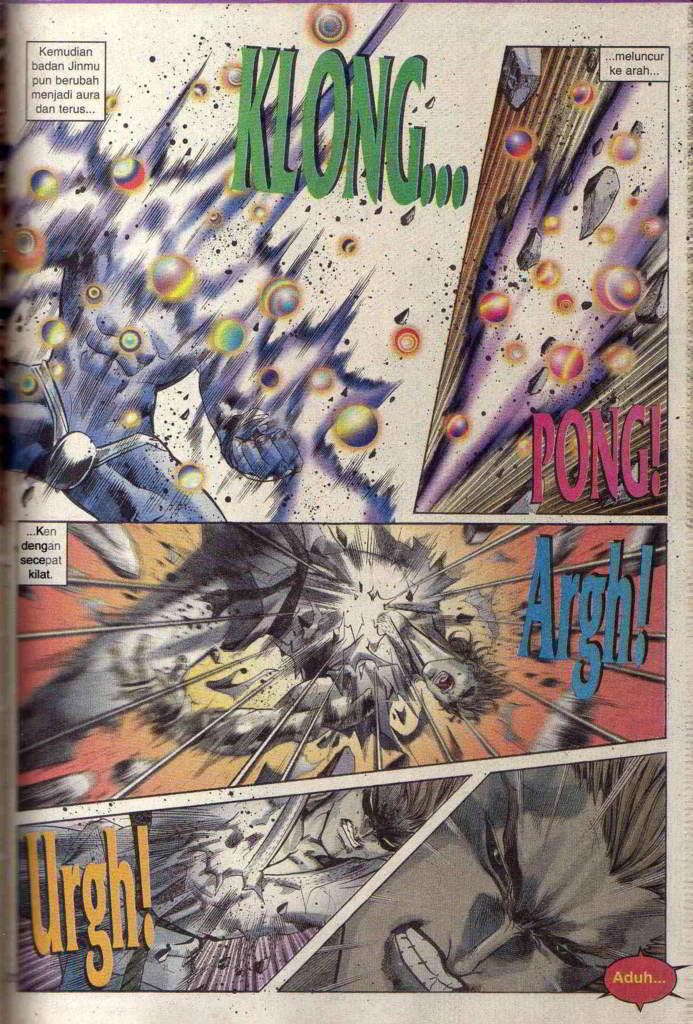 Kemudian
badan Jinmu
pun berubah
menjadi aura
dan terus...
KLONG...
...meluncur
ke arah...
PONG!
...Ken
dengan
secepat
kilat.
Argh!
Urgh!
Aduh...